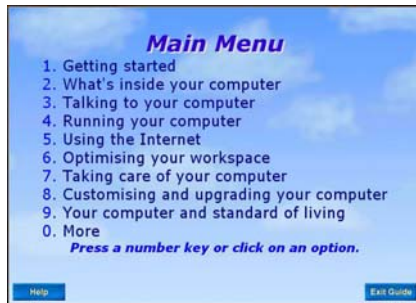 Main Menu
1. Getting started
2. What's inside your computer
3. Talking to your computer
4. Running your computer
5. Using the Internet
6. Optimising your workspace
7. Taking care of your computer
8. Customising and upgrading your computer
9. Your computer and standard of living
0. More
Press a number key or click on an option.
Help
Exit Guide